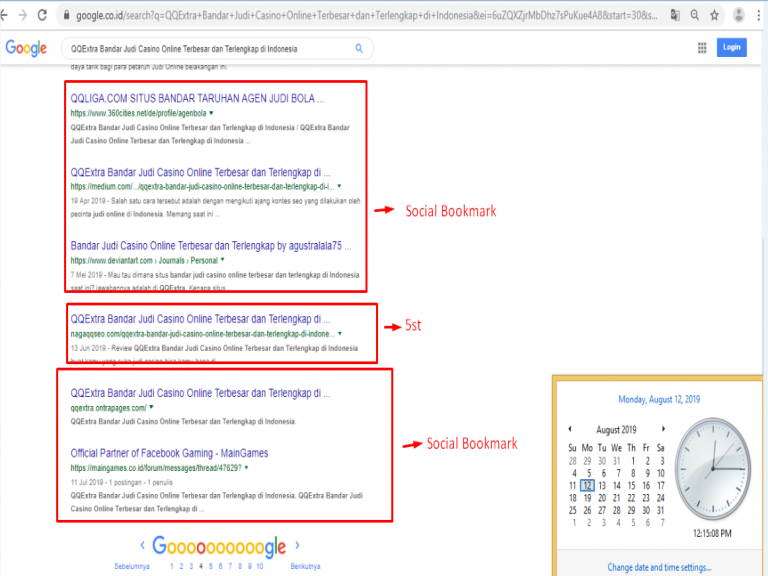 google.co.id/search?q=QQExtra+Bandar+Judi+Casino+Online+Terbesar+dan+Terlengkap+di+Indonesia&ei=6uZQXZjrMbDhz7sPuKue4A8&start=30&s...
Google
QQExtra Bandar Judi Casino Online Terbesar dan Terlengkap di Indonesia
Login
daya tarik bagi para petaruh Judi Online belakangan ini.
QQLIGA.COM SITUS BANDAR TARUHAN AGEN JUDI BOLA ...
https://www.360cities.net/de/profile/agenbola
QQExtra Bandar Judi Casino Online Terbesar dan Terlengkap di Indonesia / QQExtra Bandar
Judi Casino Online Terbesar dan Terlengkap di Indonesia ...
QQExtra Bandar Judi Casino Online Terbesar dan Terlengkap di ...
https://medium.com/.../qqextra-bandar-judi-casino-online-terbesar-dan-terlengkap-di-i...
19 Apr 2019 - Salah satu cara tersebut adalah dengan mengikuti ajang kontes seo yang dilakukan oleh
pecinta judi online di Indonesia. Memang saat ini ...
Social Bookmark
Bandar Judi Casino Online Terbesar dan Terlengkap by agustralala75 ...
https://www.deviantart.com › Journals › Personal
7 Mei 2019 - Mau tau dimana situs bandar judi casino online terbesar dan terlengkap di Indonesia
saat ini? jawabannya adalah di QQExtra. Kenapa situs
QQExtra Bandar Judi Casino Online Terbesar dan Terlengkap di ...
nagaqqseo.com/qqextra-bandar-judi-casino-online-terbesar-dan-terlengkap-di-indone...
5st
13 Jun 2019 - Review QQExtra Bandar Judi Casino Online Terbesar dan Terlengkap di Indonesia
QQExtra Bandar Judi Casino Online Terbesar dan Terlengkap di ...
qqextra.ontrapages.com/
QQExtra Bandar Judi Casino Online Terbesar dan Terlengkap di Indonesia.
Social Bookmark
Official Partner of Facebook Gaming - MainGames
https://maingames.co.id/forum/messages/thread/47629?
11 Jul 2019 - 1 postingan - 1 penulis
QQExtra Bandar Judi Casino Online Terbesar dan Terlengkap di Indonesia, QQExtra Bandar Judi
Casino Online Terbesar dan Terlengkap di ...
Goooooooooogle
Sebelumnya 1 2 3 4 5 6 7 8 9 10 Berikutnya
Monday, August 12, 2019
August 2019
Su Mo Tu We Th Fr Sa
28 29 30 31 1 2 3
4 5 6 7 8 9 10
11 12 13 14 15 16 17
18 19 20 21 22 23 24
25 26 27 28 29 30 31
1 2 3 4 5 6 7
12:15:08 PM
Change date and time settings...